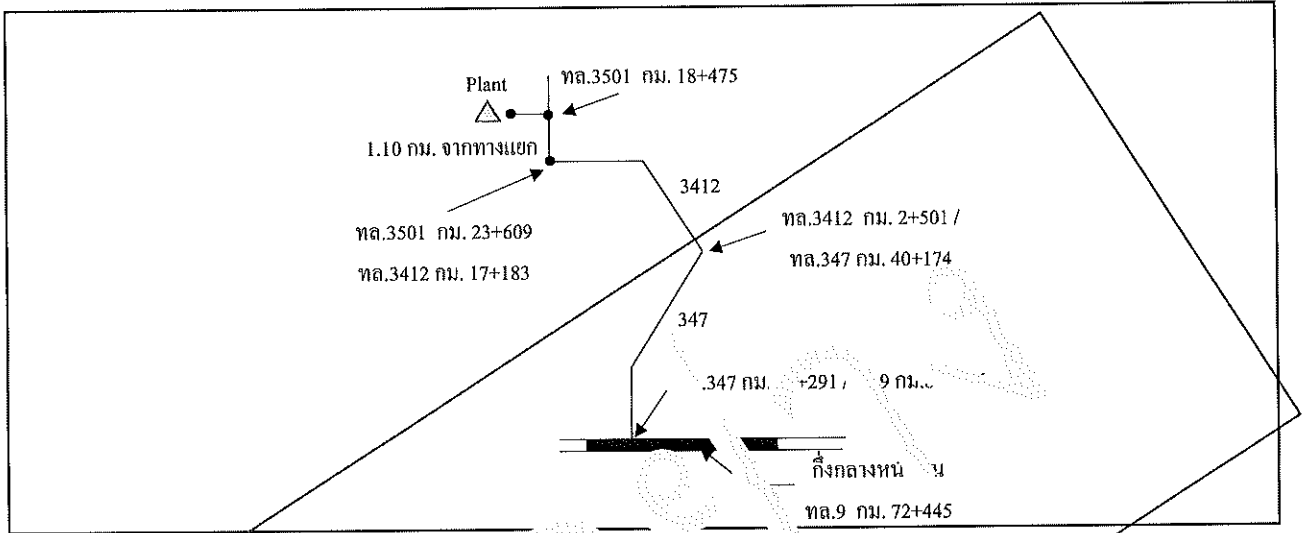 ทล.3501 กม. 18+475
Plant
1.10 กม. จากทางแยก
3412
ทล.3501 กม. 23+609
ทล.3412 กม. 17+183
ทล.3412 กม. 2+501 /
ทล.347 กม. 40+174
347
.347 กม. +291 / 9 กม.
กึ่งกลาง
ทล.9 กม. 72+445